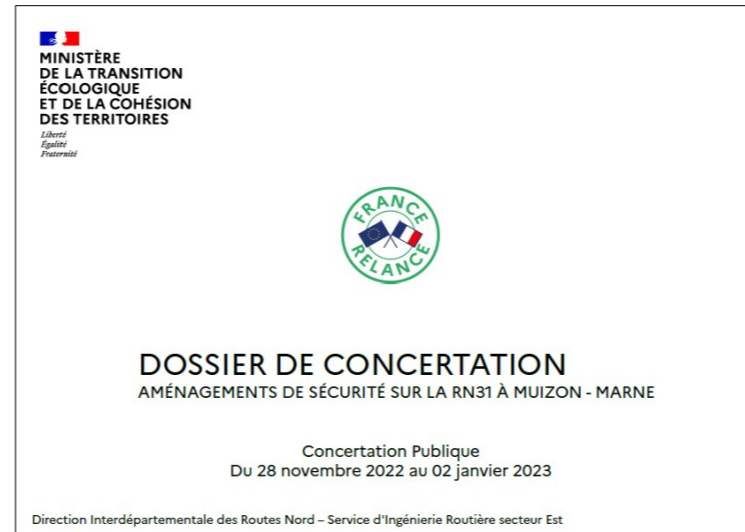 MINISTÈRE
DE LA TRANSITION
ÉCOLOGIQUE
ET DE LA COHÉSION
DES TERRITOIRES
Liberté
Égalité
Fraternité
FRANCE
RELANCE
DOSSIER DE CONCERTATION
AMÉNAGEMENTS DE SÉCURITÉ SUR LA RN31 À MUIZON - MARNE
Concertation Publique
Du 28 novembre 2022 au 02 janvier 2023
Direction Interdépartementale des Routes Nord – Service d'Ingénierie Routière secteur Est